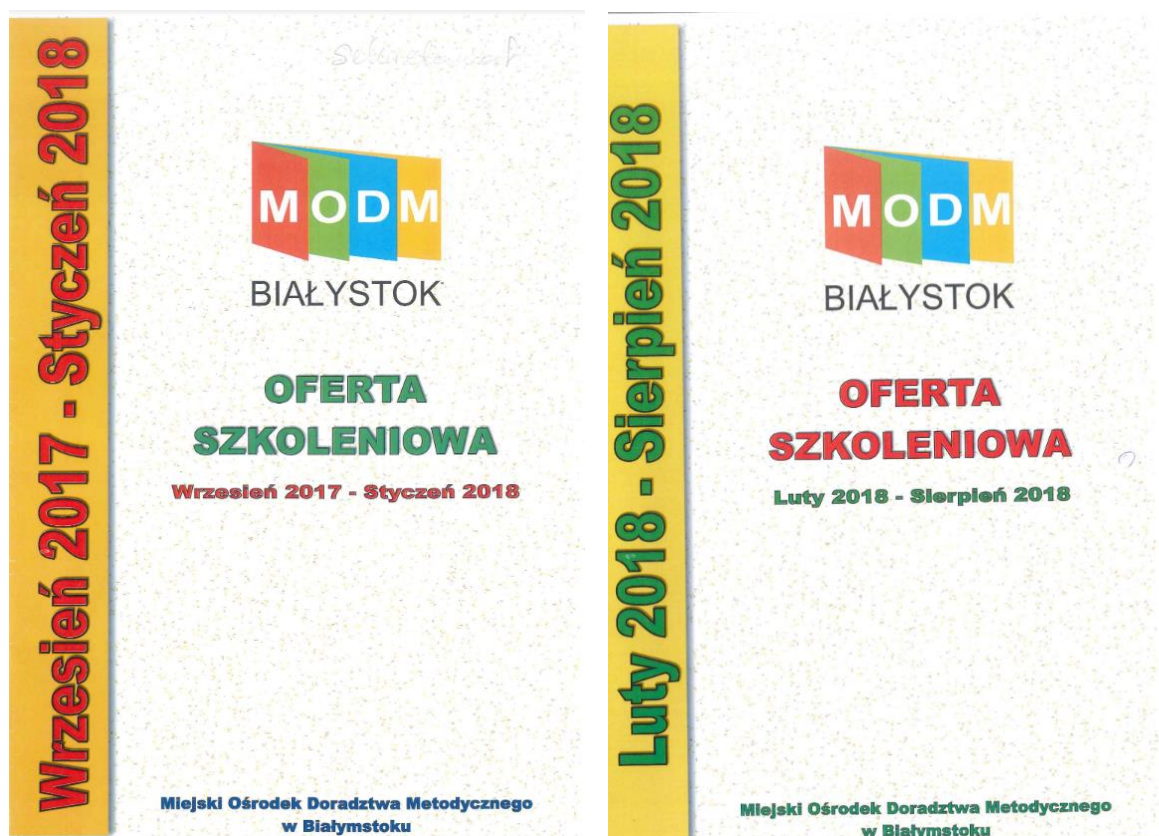 Wrzesień 2017 - Styczeń 2018
MODM
BIAŁYSTOK
OFERTA
SZKOLENIOWA
Wrzesień 2017 - Styczeń 2018
Miejski Ośrodek Doradztwa Metodycznego
w Białymstoku
Luty 2018 - Sierpień 2018
MODM
BIAŁYSTOK
OFERTA
SZKOLENIOWA
Luty 2018 - Sierpień 2018
Miejski Ośrodek Doradztwa Metodycznego
w Białymstoku